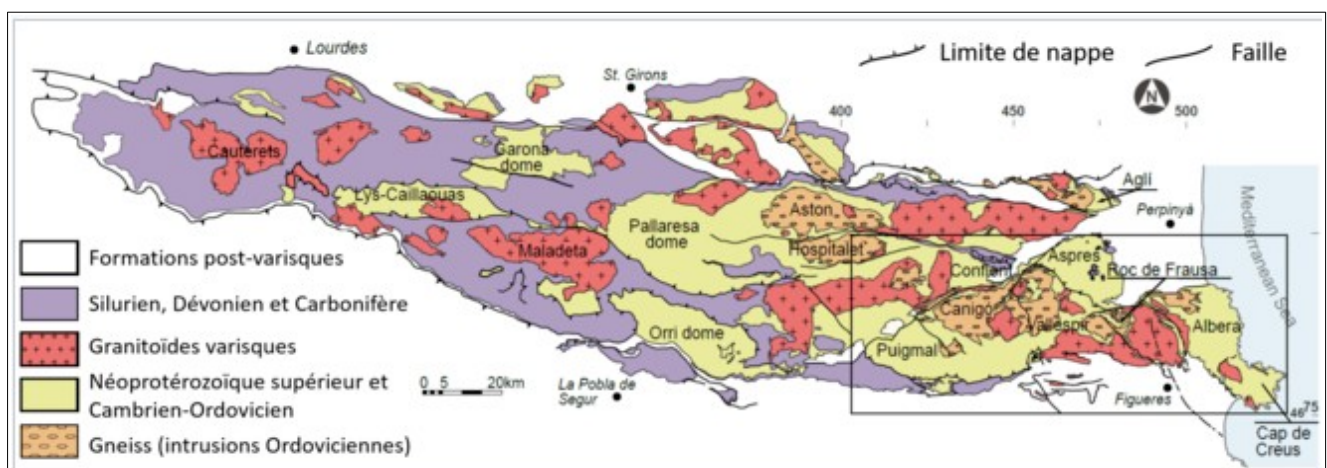 Lourdes
St. Girons
Limite de nappe
Faille
N
400
450
500
Cauterets
Garona
dome
Lys-Caillaouas
Pallaresa
dome
Maladeta
Aston
Hospitalet
Aglí
Perpinyà
Mediterranean Sea
Conflent
Aspres
Roc de Frausa
Canigó
Vallespir
Albera
Orri dome
Puigmal
La Pobla de
Segur
Figueres
4675
Cap de
Creus
0 5 20km
Formations post-varisques
Silurien, Dévonien et Carbonifère
Granitoïdes varisques
Néoprotérozoïque supérieur et
Cambrien-Ordovicien
Gneiss (intrusions Ordoviciennes)